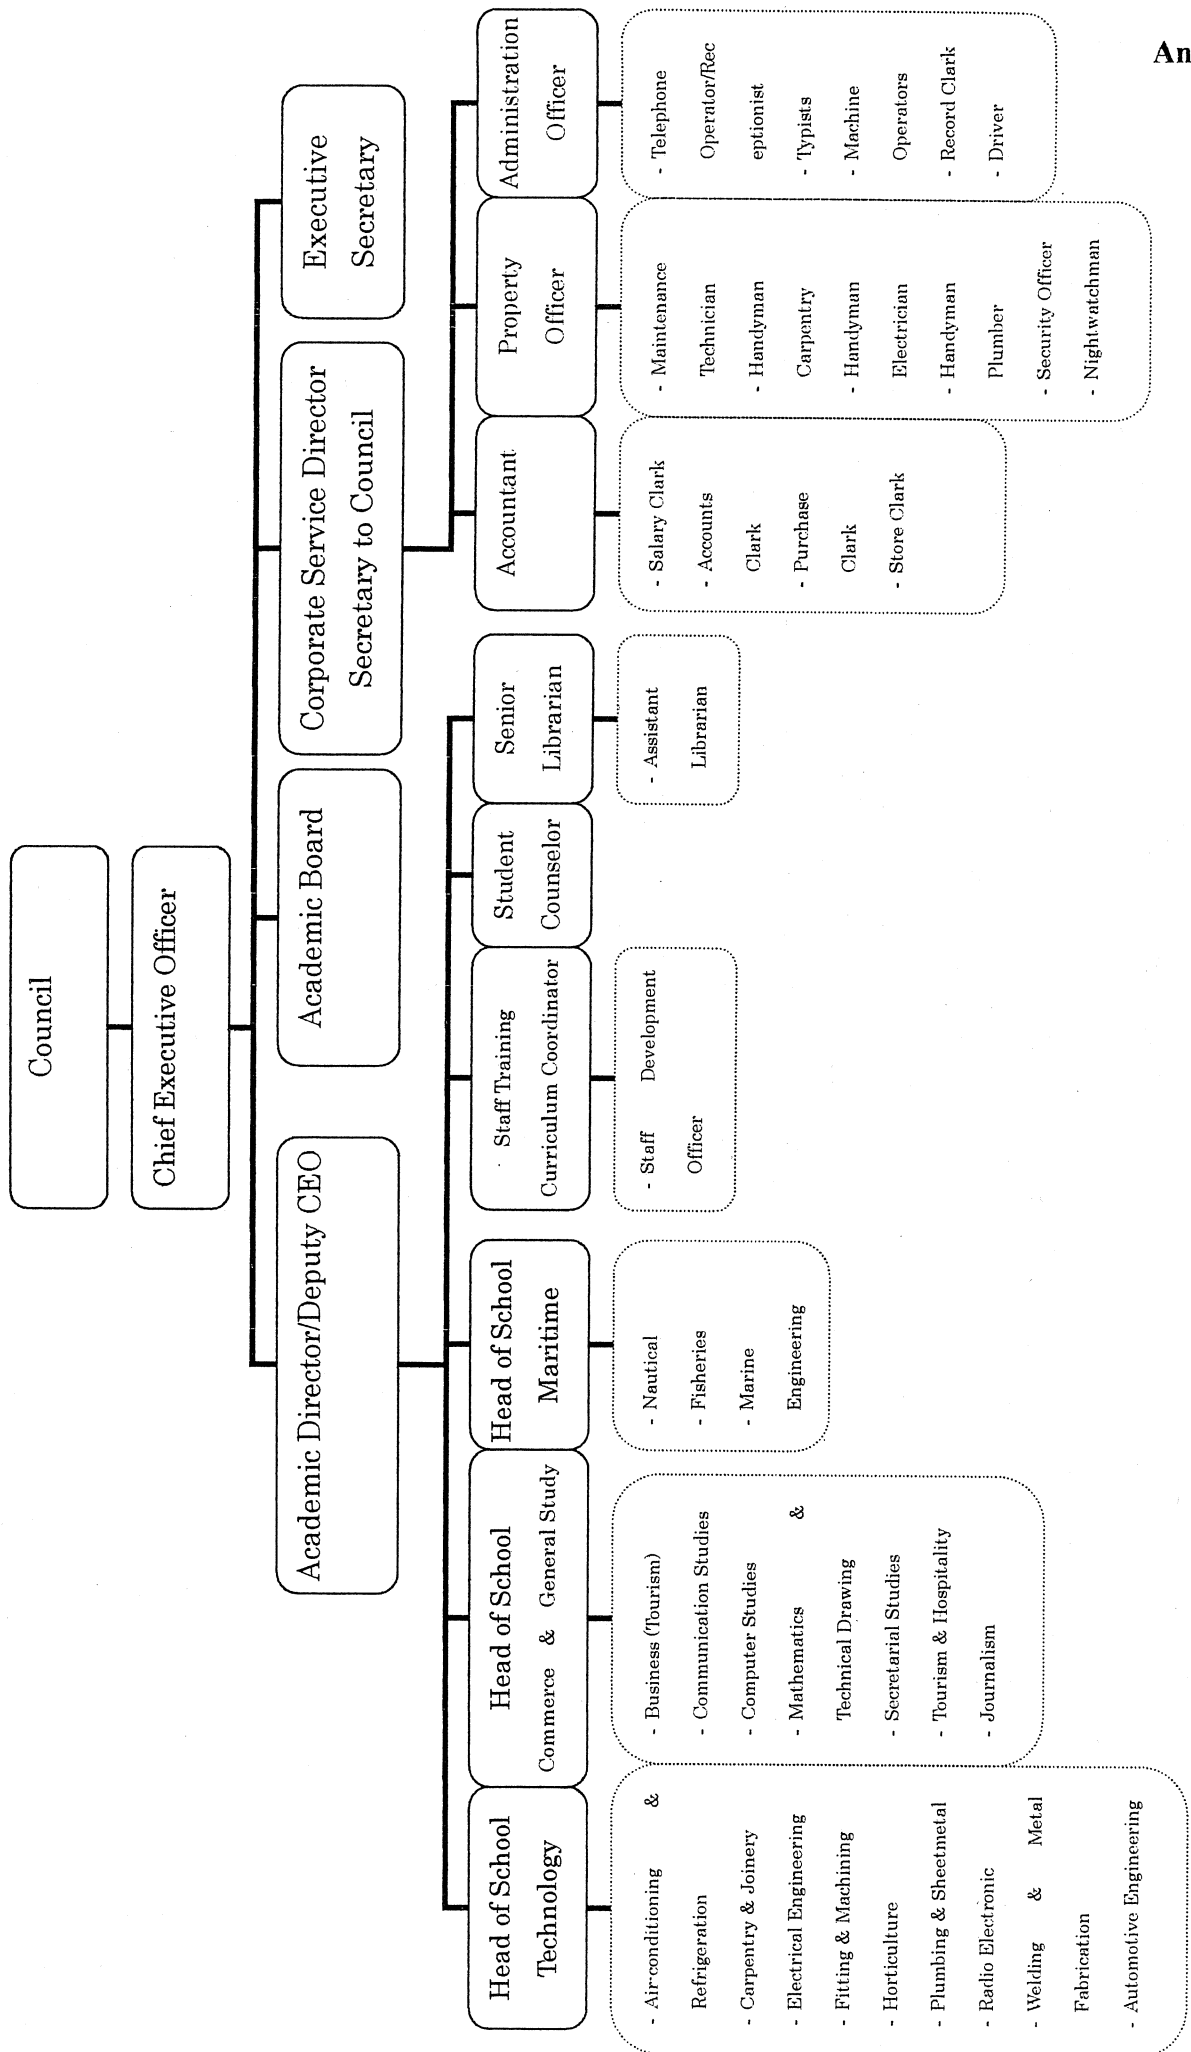 An
Council
Chief Executive Officer
Academic Director/Deputy CEO
Academic Board
Corporate Service Director
Secretary to Council
Executive
Secretary
Head of School
Technology
Head of School
Commerce & General Study
Head of School
Maritime
Staff Training
Curriculum Coordinator
Student
Counselor
Senior
Librarian
Accountant
Property
Officer
Administration
Officer
- Airconditioning &
Refrigeration
- Carpentry & Joinery
- Electrical Engineering
- Fitting & Machining
- Horticulture
- Plumbing & Sheetmetal
- Radio Electronic
- Welding & Metal
Fabrication
- Automotive Engineering
- Business (Tourism)
- Communication Studies
- Computer Studies
- Mathematics &
Technical Drawing
- Secretarial Studies
- Tourism & Hospitality
- Journalism
- Nautical
- Fisheries
- Marine
Engineering
- Staff Development
Officer
- Assistant
Librarian
- Salary Clark
- Accounts
Clark
- Purchase
Clark
- Store Clark
- Maintenance
Technician
- Handyman
Carpentry
- Handyman
Electrician
- Handyman
Plumber
- Security Officer
- Nightwatchman
- Telephone
Operator/Rec
eptionist
- Typists
- Machine
Operators
- Record Clark
- Driver